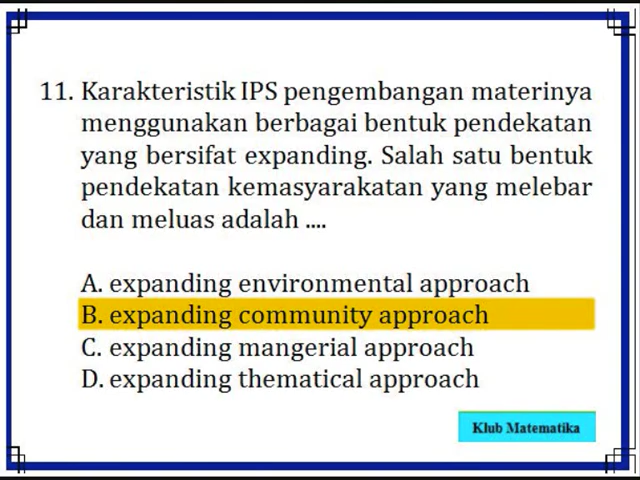 11. Karakteristik IPS pengembangan materinya
menggunakan berbagai bentuk pendekatan
yang bersifat expanding. Salah satu bentuk
pendekatan kemasyarakatan yang melebar
dan meluas adalah ....
A. expanding environmental approach
B. expanding community approach
C. expanding mangerial approach
D. expanding thematical approach
Klub Matematika